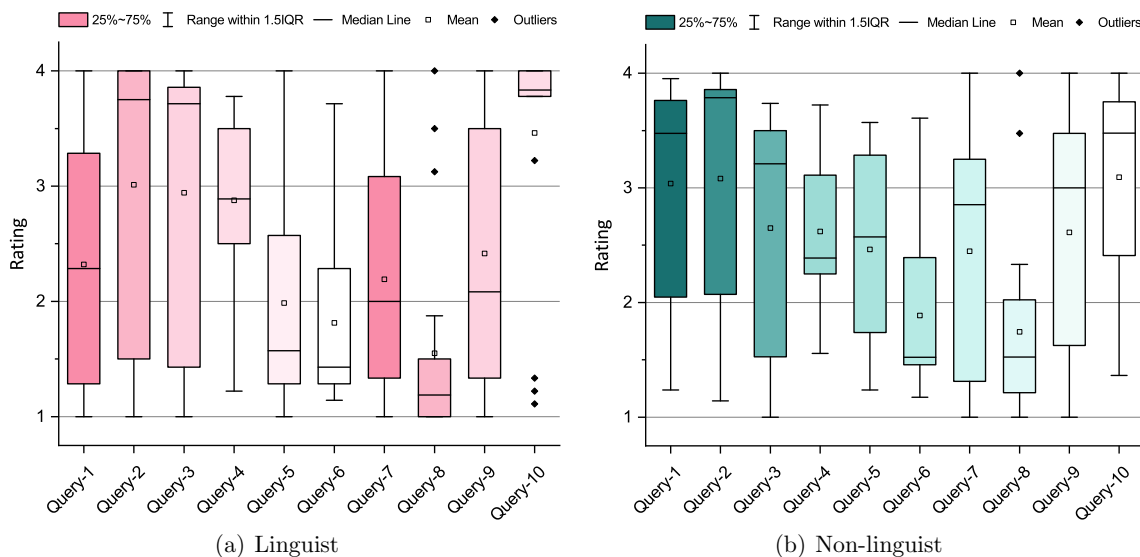 25%~75% Range within 1.5IQR Median Line Mean Outliers
Rating
4
3
2
1
Query-1 Query-2 Query-3 Query-4 Query-5 Query-6 Query-7 Query-8 Query-9 Query-10
(a) Linguist
25%~75% Range within 1.5IQR Median Line Mean Outliers
Rating
4
3
2
1
Query-1 Query-2 Query-3 Query-4 Query-5 Query-6 Query-7 Query-8 Query-9 Query-10
(b) Non-linguist